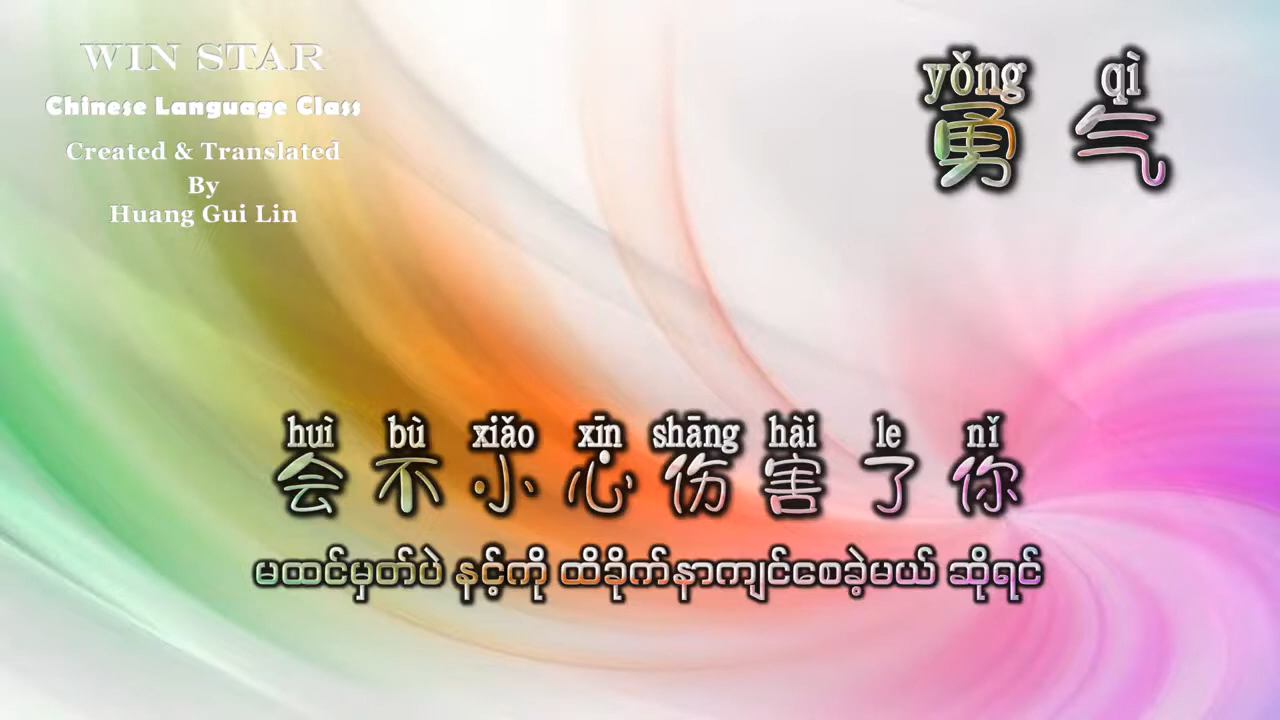 WIN STAR
Chinese Language Class
Created & Translated
By
Huang Gui Lin
yǒng qì
勇气
huì bù xiǎo xīn shāng hài le nǐ
会不小心伤害了你
မထင်မှတ်ပဲ နင့်ကို ထိခိုက်နာကျင်စေခဲ့မယ် ဆိုရင်